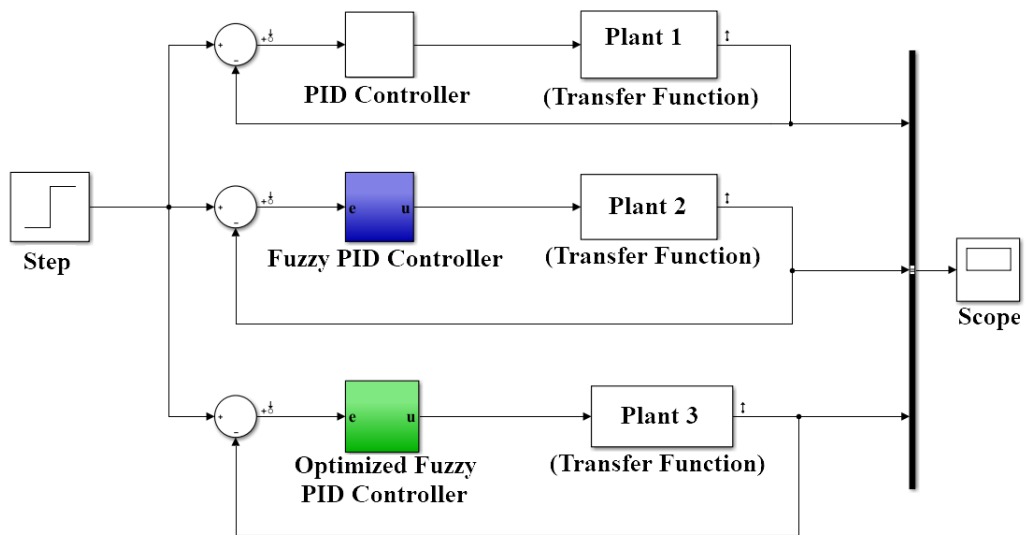 Plant 1
PID Controller
(Transfer Function)
Step
e u
Fuzzy PID Controller
Plant 2
(Transfer Function)
Scope
e u
Optimized Fuzzy
PID Controller
Plant 3
(Transfer Function)